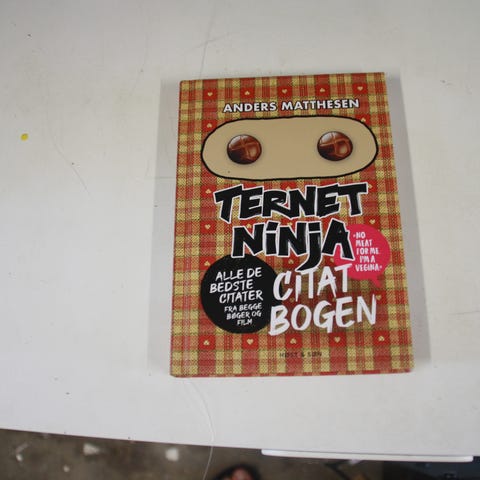 ANDERS MATTHESEN
TERNET
NINJA
CITAT
BOGEN
»NO
MEAT
FOR ME
I'M A
VEGINA«
ALLE DE
BEDSTE
CITATER
FRA BEGGE
BØGER OG
FILM
HØST & SØN